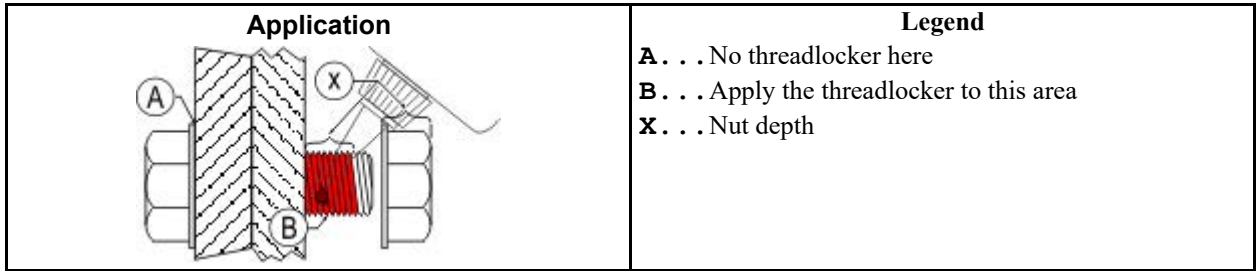 Application
A
X
B
Legend
A...No threadlocker here
B...Apply the threadlocker to this area
X...Nut depth